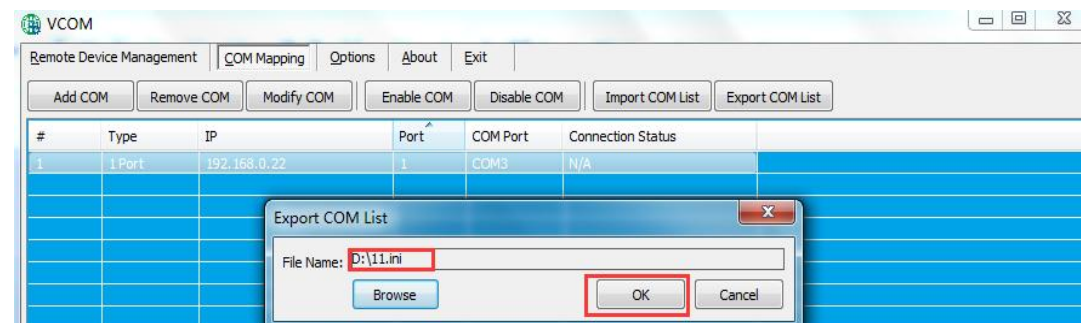 VCOM
Remote Device Management COM Mapping Options About Exit
Add COM Remove COM Modify COM Enable COM Disable COM Import COM List Export COM List
# Type IP Port COM Port Connection Status
1 1 Port 192.168.0.22 1 COM3 N/A
Export COM List
File Name: D:\11.ini
Browse OK Cancel